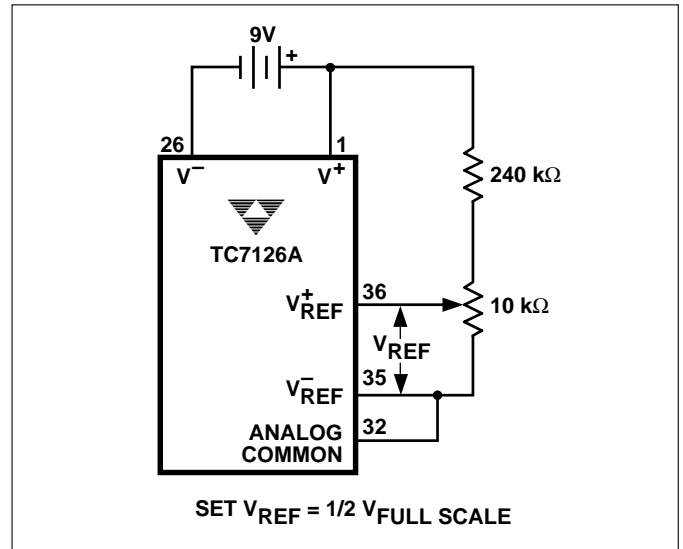 9V
+
26
1
V−
V+
TC7126A
V+REF
36
10 kΩ
240 kΩ
VREF
V−REF
35
ANALOG
COMMON
32
SET VREF = 1/2 VFULL SCALE